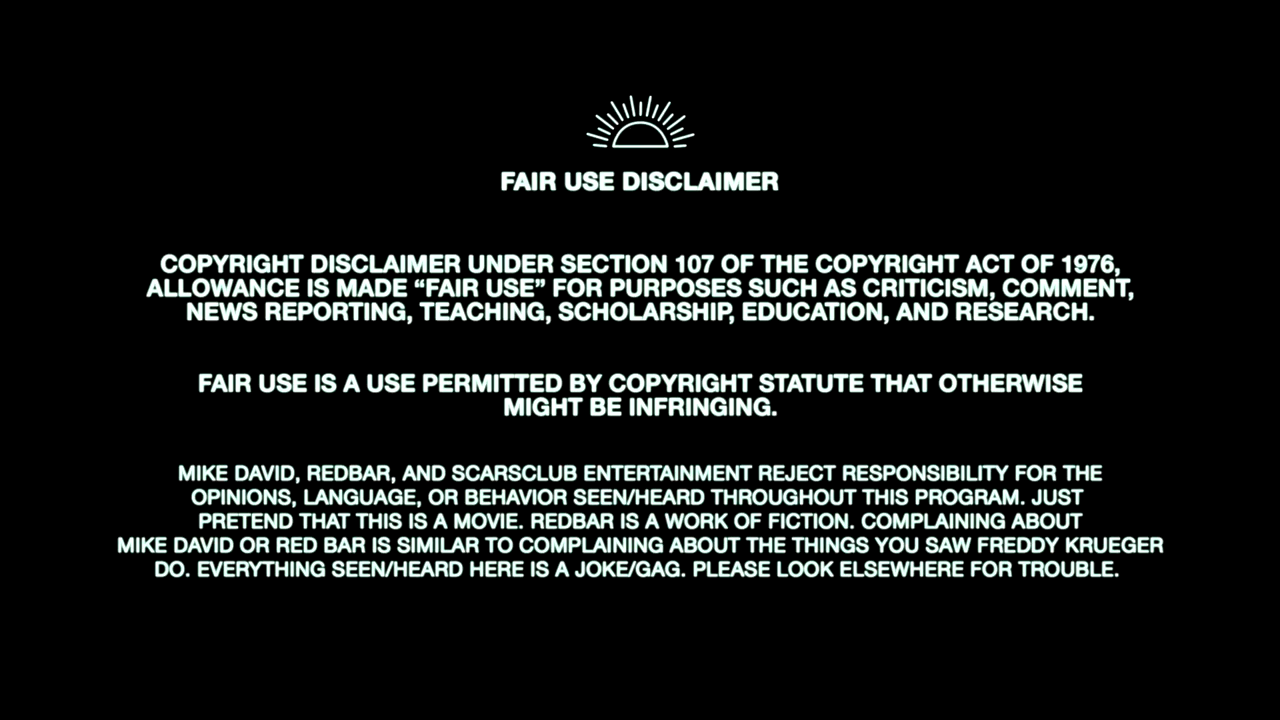 FAIR USE DISCLAIMER
COPYRIGHT DISCLAIMER UNDER SECTION 107 OF THE COPYRIGHT ACT OF 1976,
ALLOWANCE IS MADE “FAIR USE” FOR PURPOSES SUCH AS CRITICISM, COMMENT,
NEWS REPORTING, TEACHING, SCHOLARSHIP, EDUCATION, AND RESEARCH.
FAIR USE IS A USE PERMITTED BY COPYRIGHT STATUTE THAT OTHERWISE
MIGHT BE INFRINGING.
MIKE DAVID, REDBAR, AND SCARSCLUB ENTERTAINMENT REJECT RESPONSIBILITY FOR THE
OPINIONS, LANGUAGE, OR BEHAVIOR SEEN/HEARD THROUGHOUT THIS PROGRAM. JUST
PRETEND THAT THIS IS A MOVIE. REDBAR IS A WORK OF FICTION. COMPLAINING ABOUT
MIKE DAVID OR RED BAR IS SIMILAR TO COMPLAINING ABOUT THE THINGS YOU SAW FREDDY KRUEGER
DO. EVERYTHING SEEN/HEARD HERE IS A JOKE/GAG. PLEASE LOOK ELSEWHERE FOR TROUBLE.